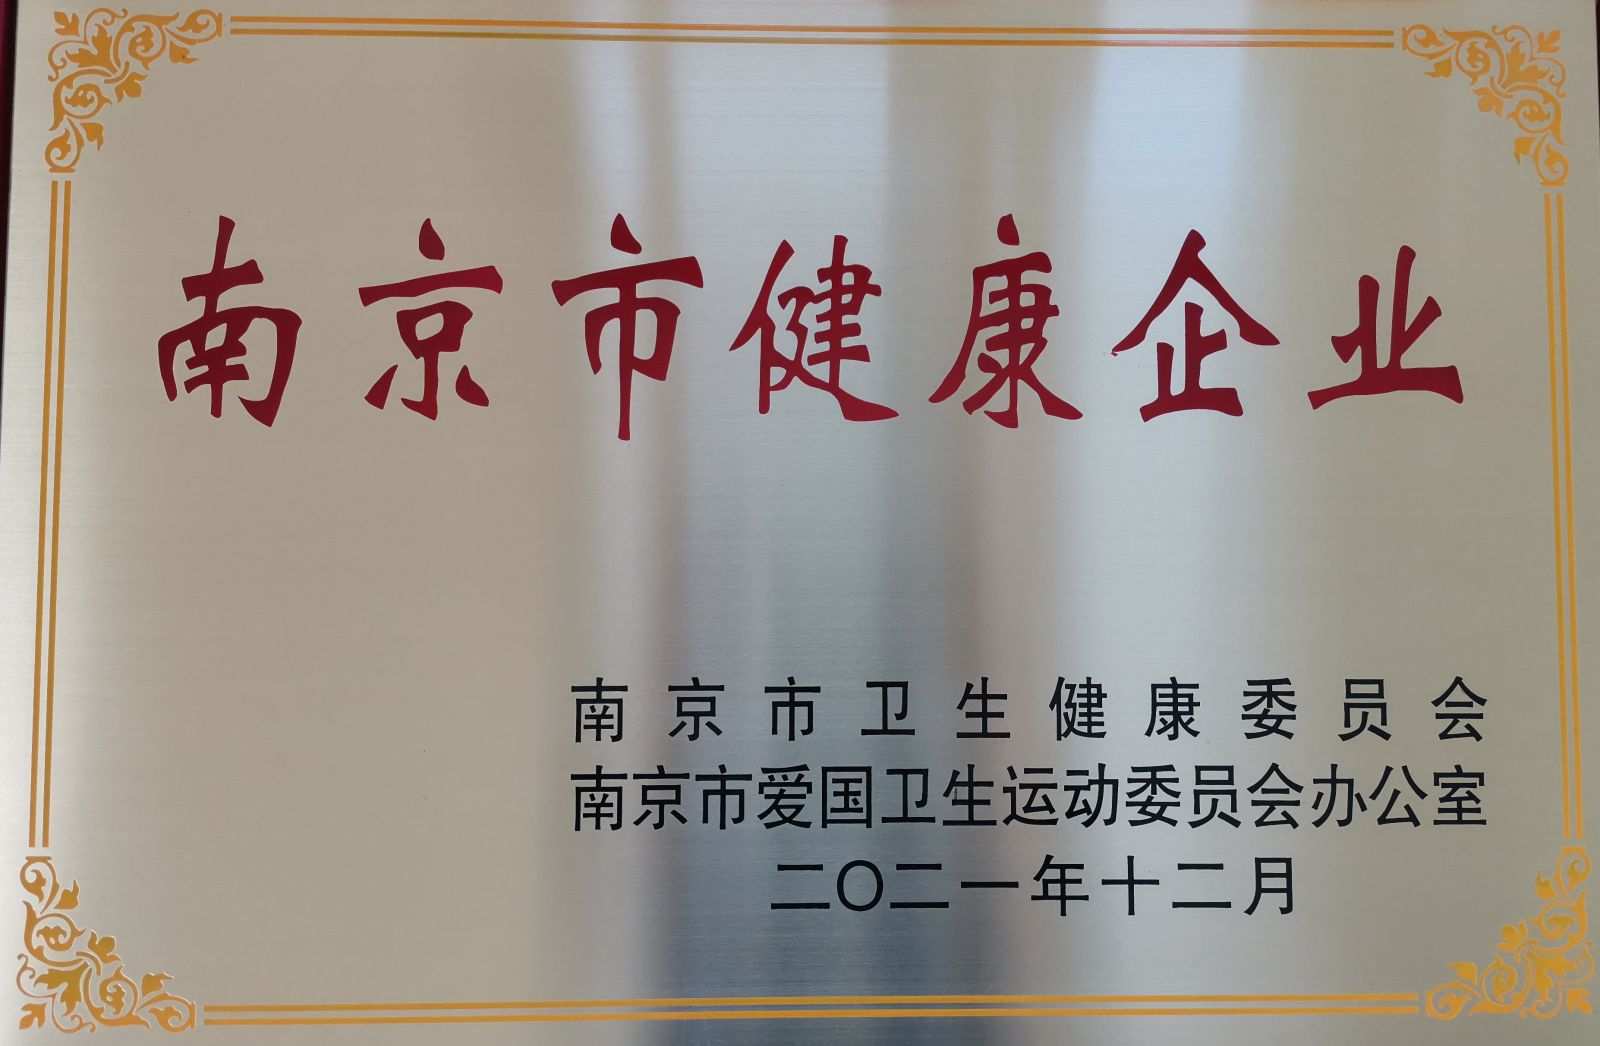 南京市健康企业
南京市卫生健康委员会
南京市爱国卫生运动委员会办公室
二〇二一年十二月